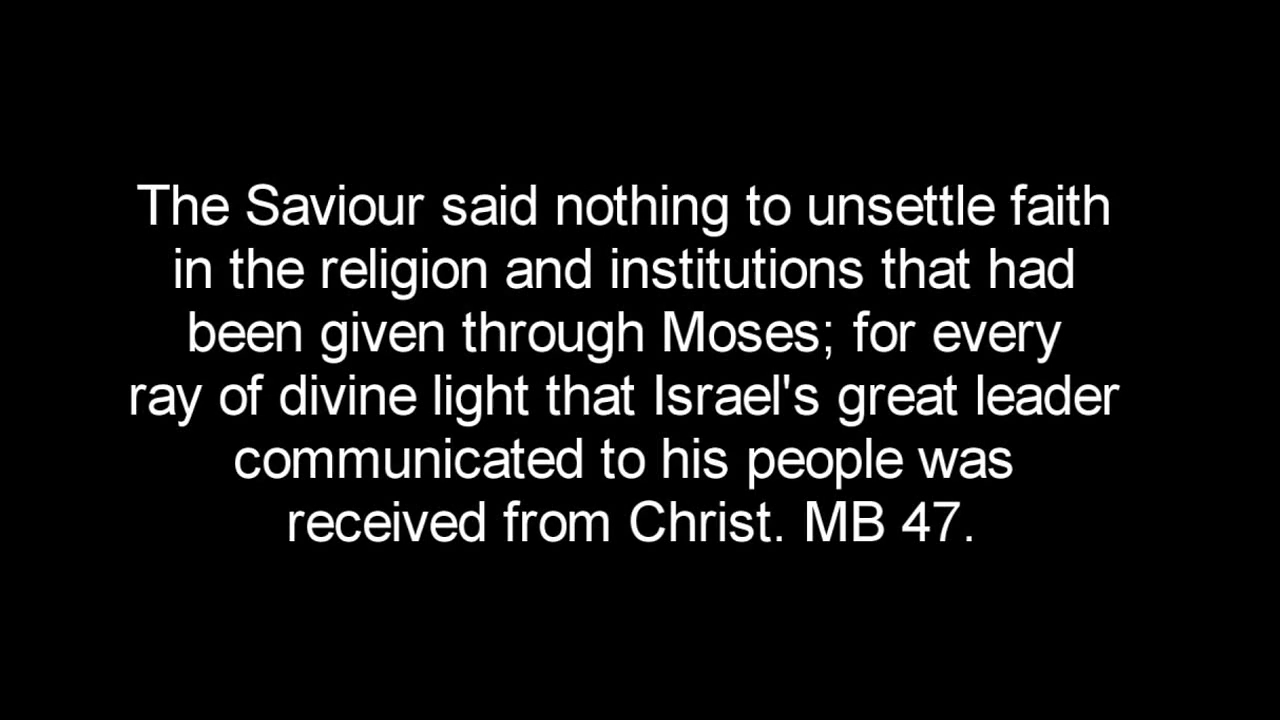 The Saviour said nothing to unsettle faith
in the religion and institutions that had
been given through Moses; for every
ray of divine light that Israel's great leader
communicated to his people was
received from Christ. MB 47.